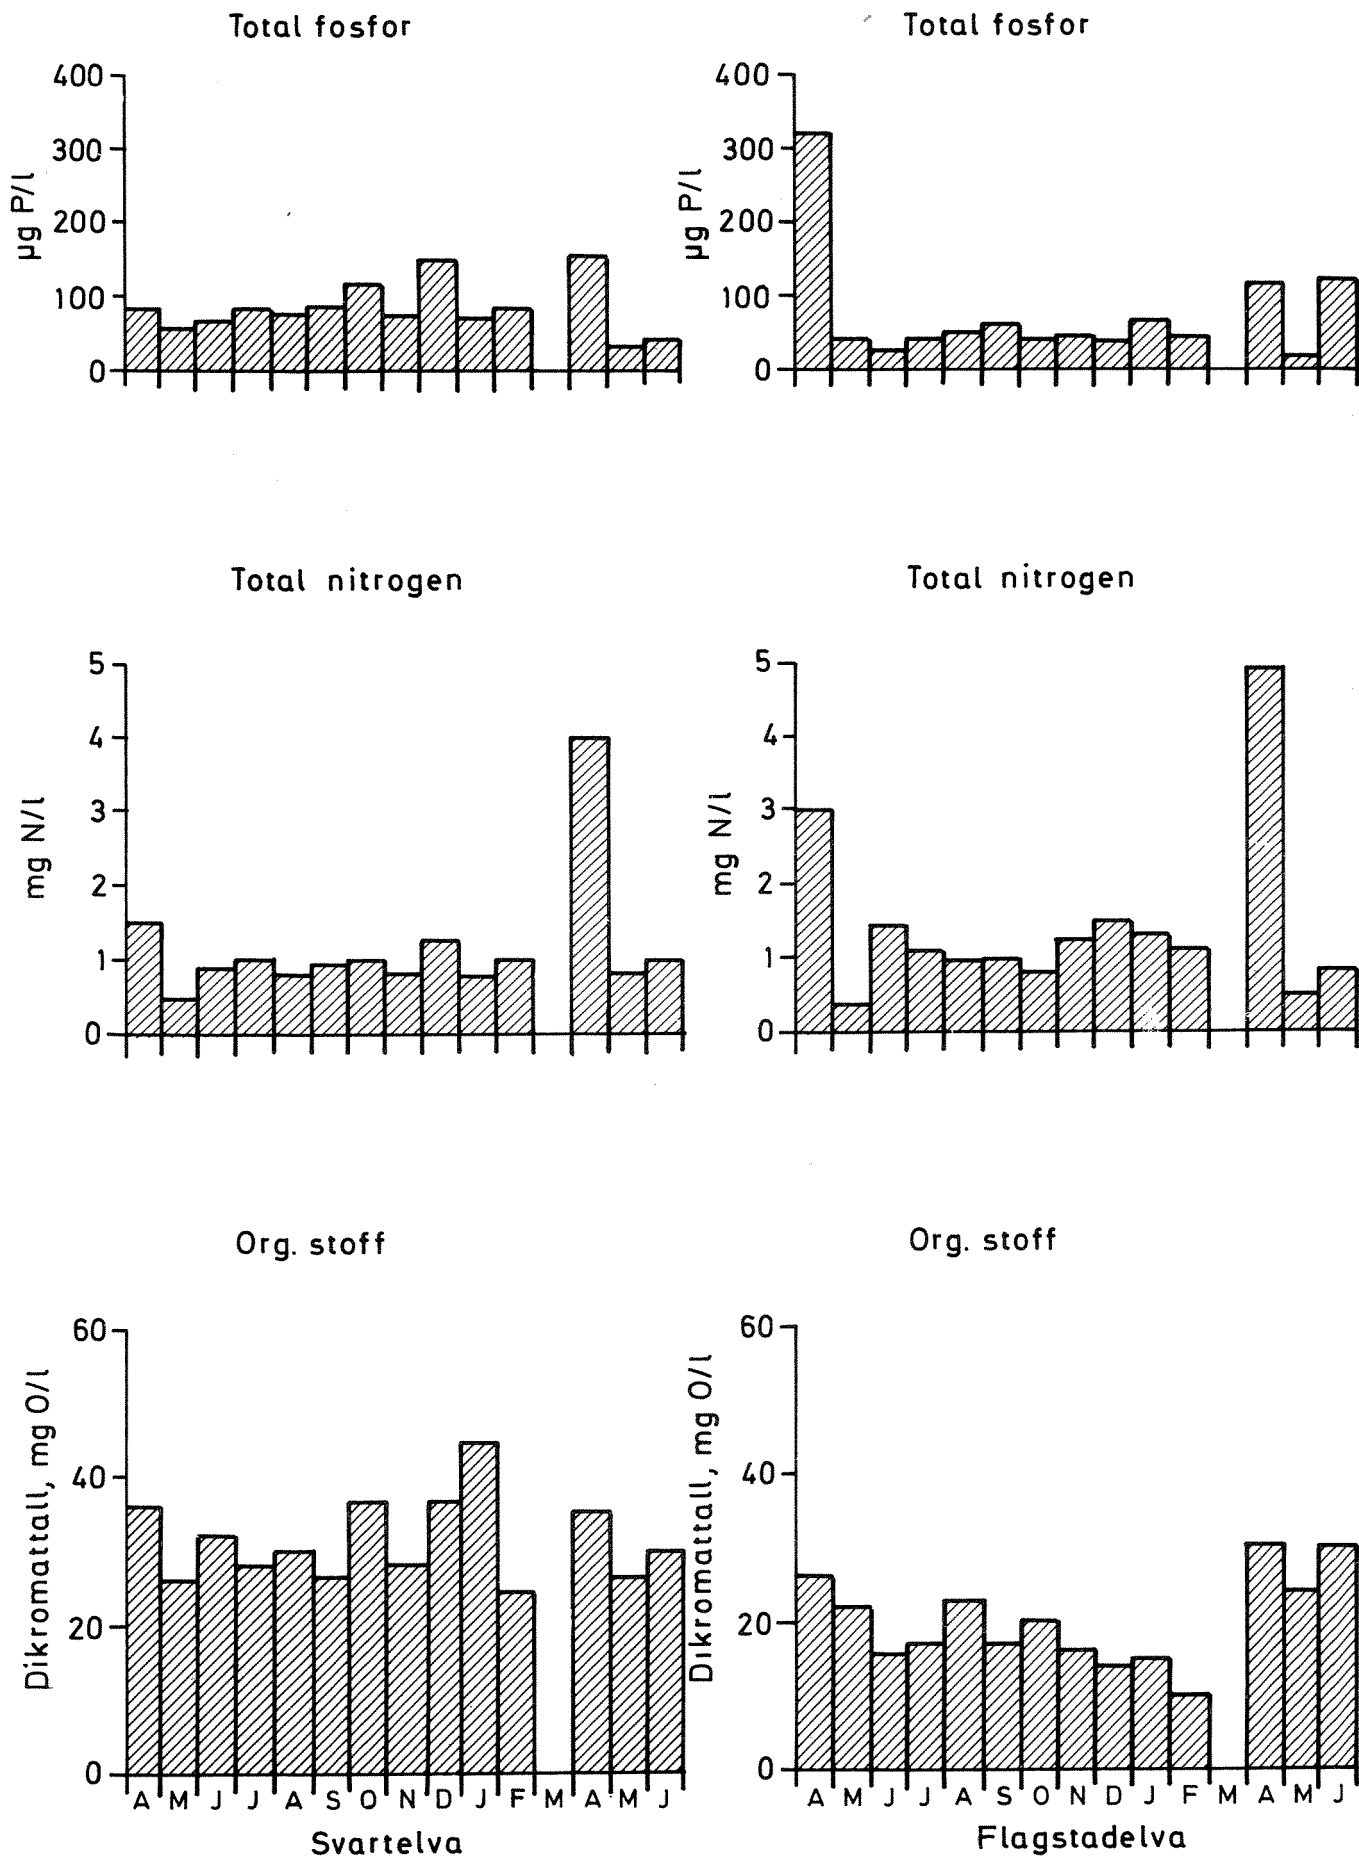 Total fosfor
400
300
200
100
0
µg P/l
Total fosfor
400
300
200
100
0
µg P/l
Total nitrogen
5
4
3
2
1
0
mg N/l
Total nitrogen
5
4
3
2
1
0
mg N/l
Org. stoff
60
40
20
0
Dikromattall, mg O/l
A M J J A S O N D J F M A M J
Svartelva
Org. stoff
60
40
20
0
Dikromattall, mg O/l
A M J J A S O N D J F M A M J
Flagstadelva